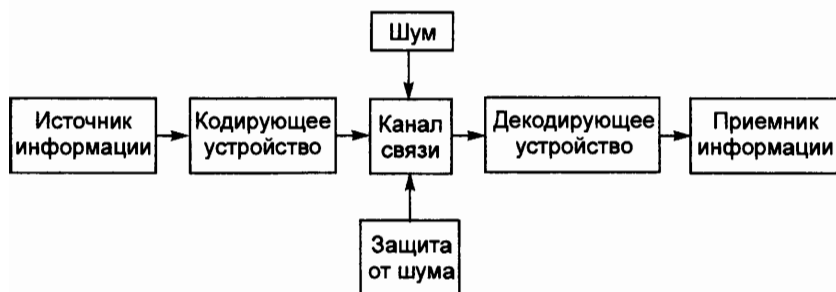 Шум
Источник
информации
Кодирующее
устройство
Канал
связи
Декодирующее
устройство
Приемник
информации
Защита
от шума